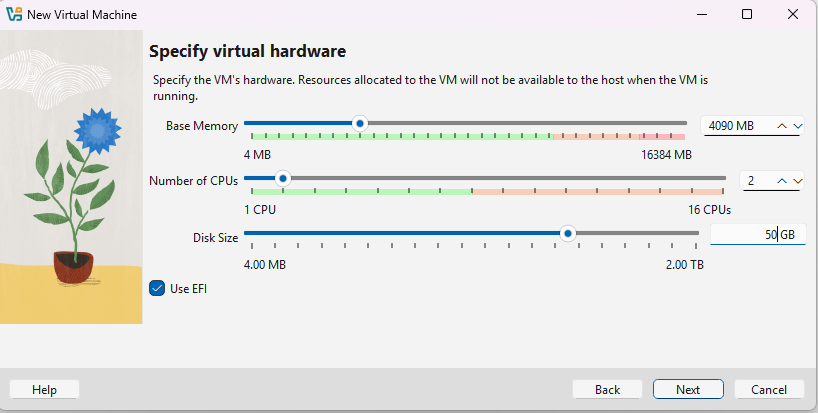 New Virtual Machine
Specify virtual hardware
Specify the VM's hardware. Resources allocated to the VM will not be available to the host when the VM is
running.
Base Memory
4090 MB
4 MB
16384 MB
Number of CPUs
2
1 CPU
16 CPUs
Disk Size
50 GB
4.00 MB
2.00 TB
Use EFI
Help
Back
Next
Cancel